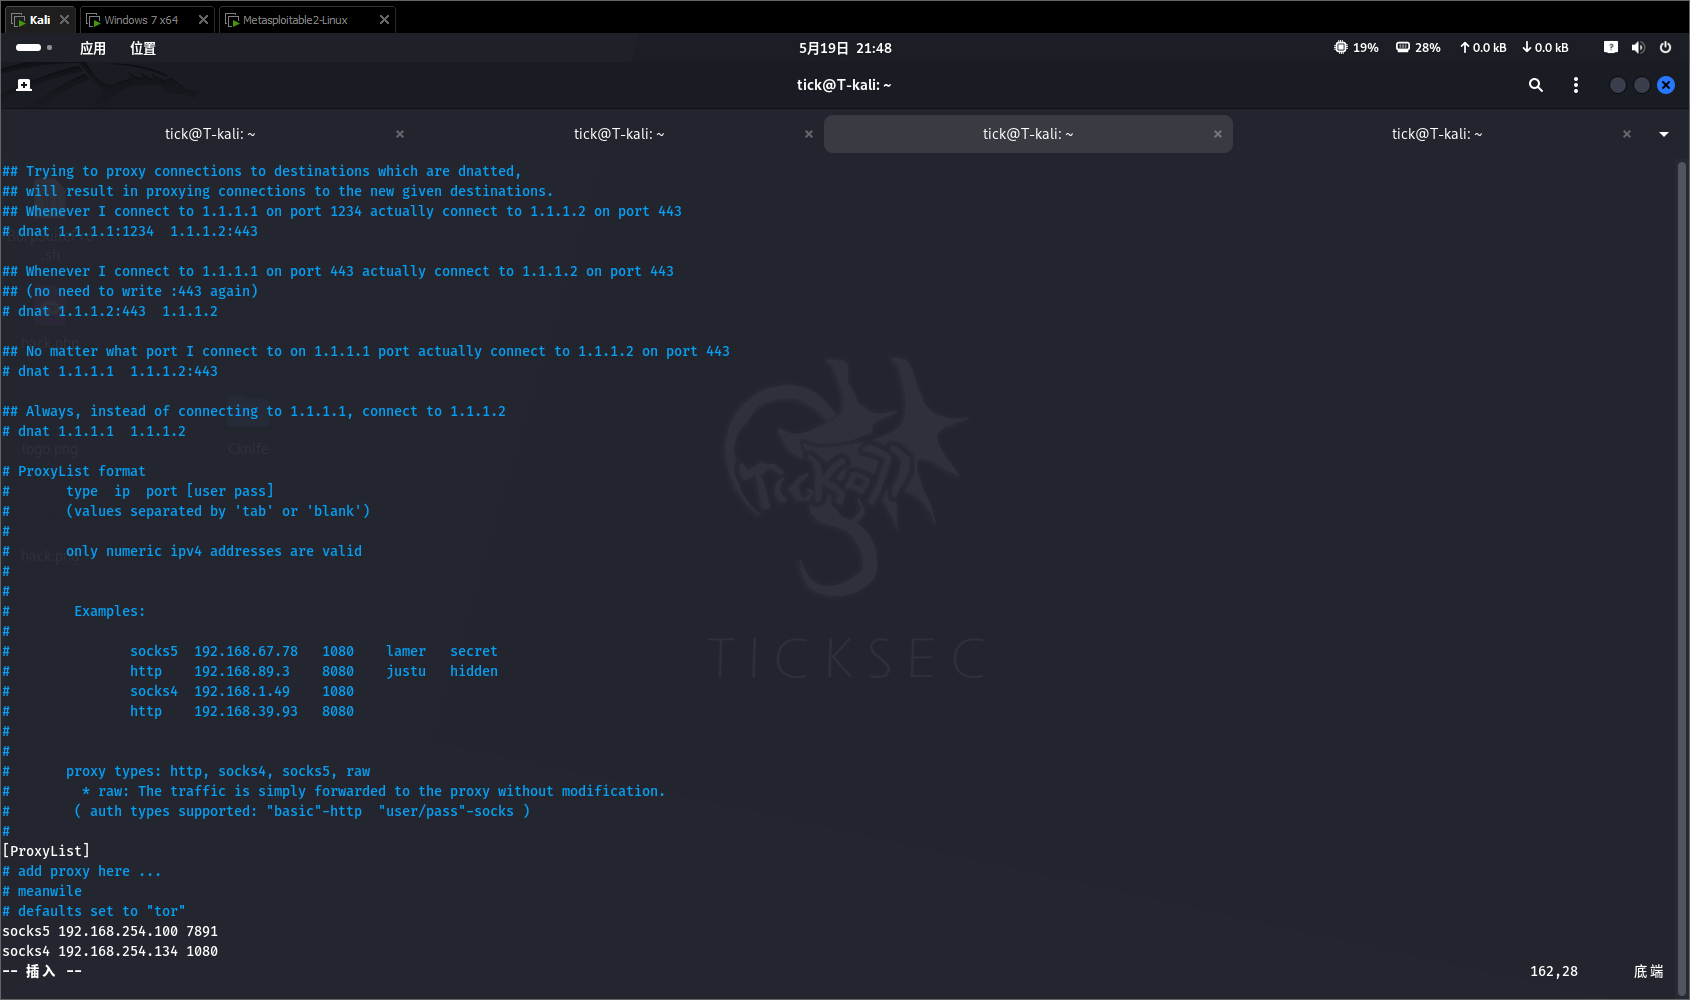 Kali
Windows 7 x64
Metasploitable2-Linux
应用 位置
5月19日 21:48
19% 28% 0.0 kB 0.0 kB
tick@T-kali: ~
tick@T-kali: ~
tick@T-kali: ~
tick@T-kali: ~
tick@T-kali: ~
## Trying to proxy connections to destinations which are dnatted,
## will result in proxying connections to the new given destinations.
## Whenever I connect to 1.1.1.1 on port 1234 actually connect to 1.1.1.2 on port 443
# dnat 1.1.1.1:1234  1.1.1.2:443
.sh
## Whenever I connect to 1.1.1.1 on port 443 actually connect to 1.1.1.2 on port 443
## (no need to write :443 again)
# dnat 1.1.1.2:443  1.1.1.2
hack.php
## No matter what port I connect to on 1.1.1.1 port actually connect to 1.1.1.2 on port 443
# dnat 1.1.1.1  1.1.1.2:443
## Always, instead of connecting to 1.1.1.1, connect to 1.1.1.2
# dnat 1.1.1.1  1.1.1.2
logo.png
Cknife
# ProxyList format
#       type  ip  port [user pass]
#       (values separated by 'tab' or 'blank')
#
#       only numeric ipv4 addresses are valid
hack.png
#
#
#        Examples:
#
#               socks5  192.168.67.78   1080    lamer   secret
#               http    192.168.89.3    8080    justu   hidden
#               socks4  192.168.1.49    1080
#               http    192.168.39.93   8080
#
#
#       proxy types: http, socks4, socks5, raw
#         * raw: The traffic is simply forwarded to the proxy without modification.
#        ( auth types supported: "basic"-http  "user/pass"-socks )
#
[ProxyList]
# add proxy here ...
# meanwile
# defaults set to "tor"
socks5 192.168.254.100 7891
socks4 192.168.254.134 1080
-- 插入 --
162,28
底端
TicKali
TICKSEC